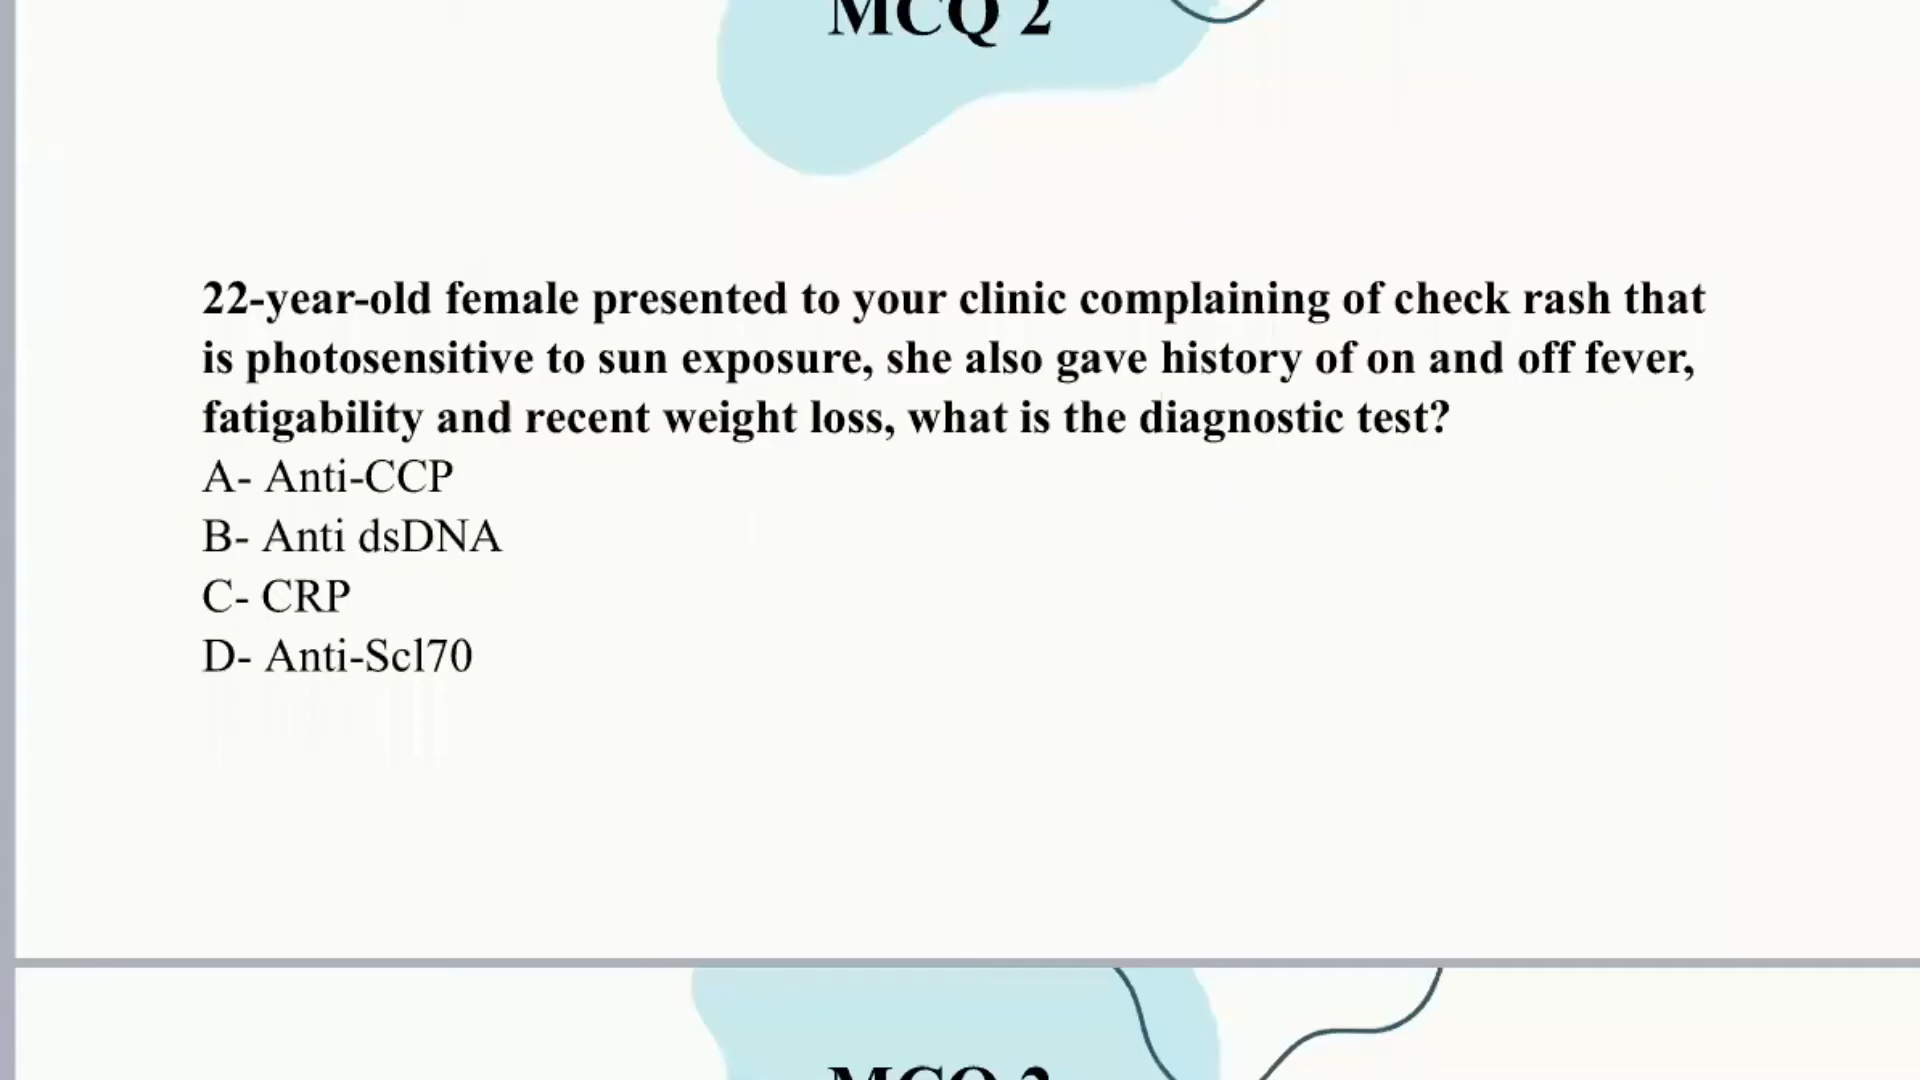 MCQ 2
22-year-old female presented to your clinic complaining of check rash that
is photosensitive to sun exposure, she also gave history of on and off fever,
fatigability and recent weight loss, what is the diagnostic test?
A- Anti-CCP
B- Anti dsDNA
C- CRP
D- Anti-Scl70
MCQ 2